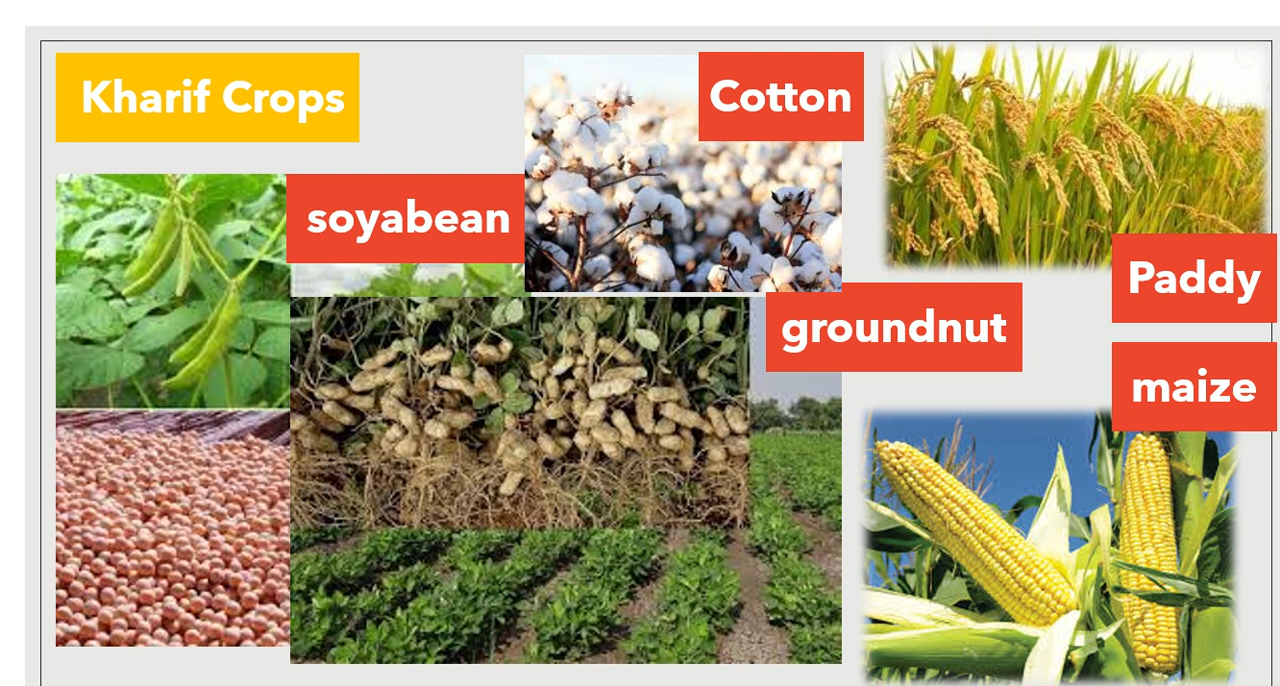 Kharif Crops
Cotton
soyabean
Paddy
groundnut
maize